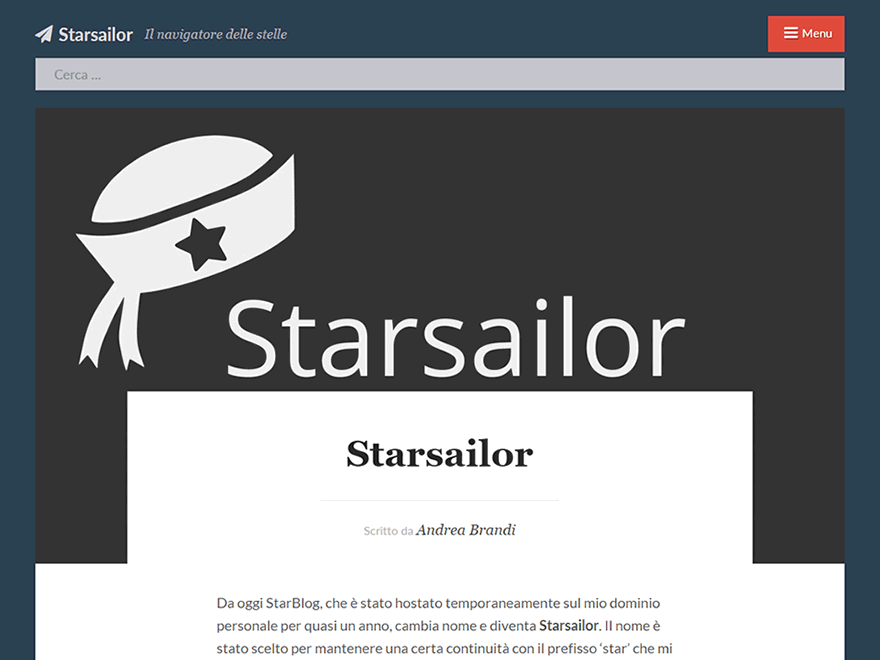 Starsailor Il navigatore delle stelle
Menu
Cerca ...
Starsailor
Starsailor
Scritto da Andrea Brandi
Da oggi StarBlog, che è stato hostato temporaneamente sul mio dominio
personale per quasi un anno, cambia nome e diventa Starsailor. Il nome è
stato scelto per mantenere una certa continuità con il prefisso ‘star’ che mi